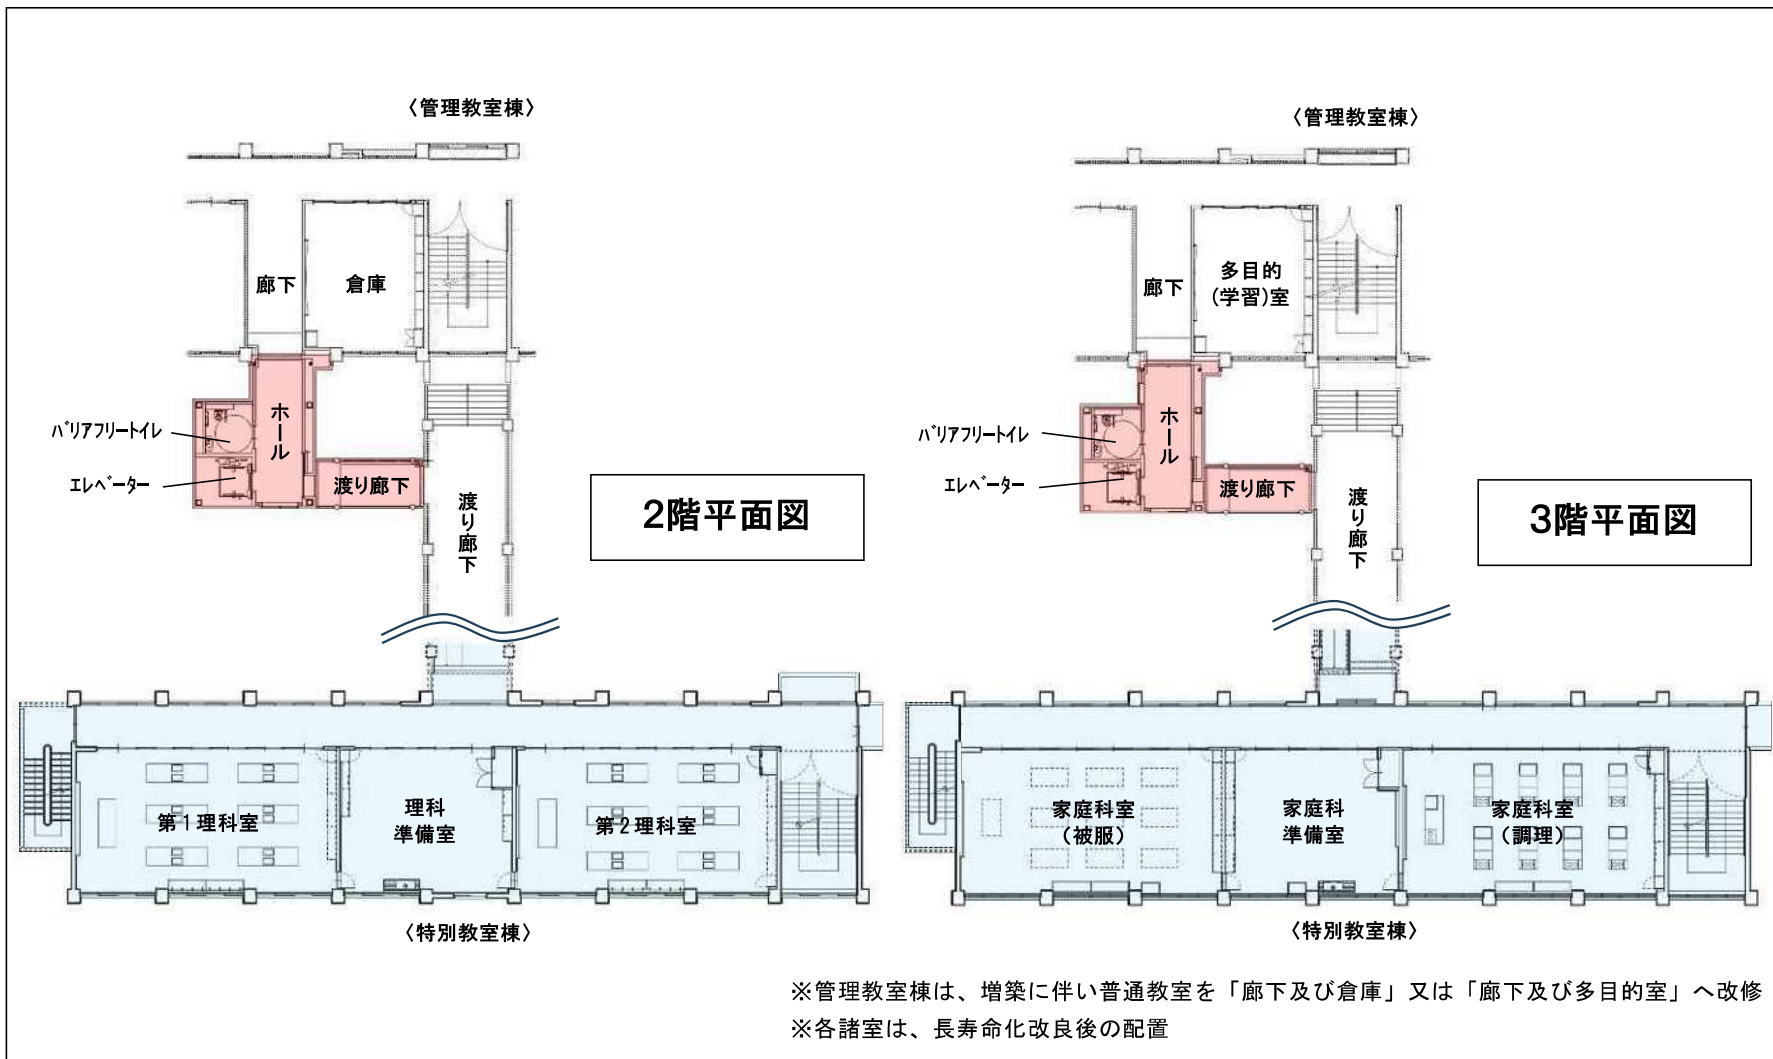 〈管理教室棟〉
廊下
倉庫
ホール
バリアフリートイレ
エレベーター
渡り廊下
渡り廊下
2階平面図
第1理科室
理科
準備室
第2理科室
〈特別教室棟〉
〈管理教室棟〉
廊下
多目的
(学習)室
ホール
バリアフリートイレ
エレベーター
渡り廊下
渡り廊下
3階平面図
家庭科室
(被服)
家庭科
準備室
家庭科室
(調理)
〈特別教室棟〉
※管理教室棟は、増築に伴い普通教室を「廊下及び倉庫」又は「廊下及び多目的室」へ改修
※各諸室は、長寿命化改良後の配置